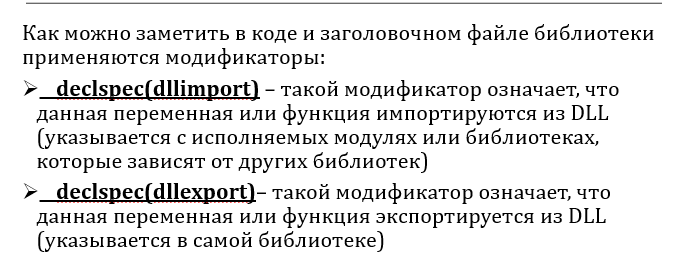 Как можно заметить в коде и заголовочном файле библиотеки
применяются модификаторы:
➢ __declspec(dllimport) – такой модификатор означает, что
данная переменная или функция импортируются из DLL
(указывается с исполняемых модулях или библиотеках,
которые зависят от других библиотек)
➢ __declspec(dllexport)– такой модификатор означает, что
данная переменная или функция экспортируется из DLL
(указывается в самой библиотеке)